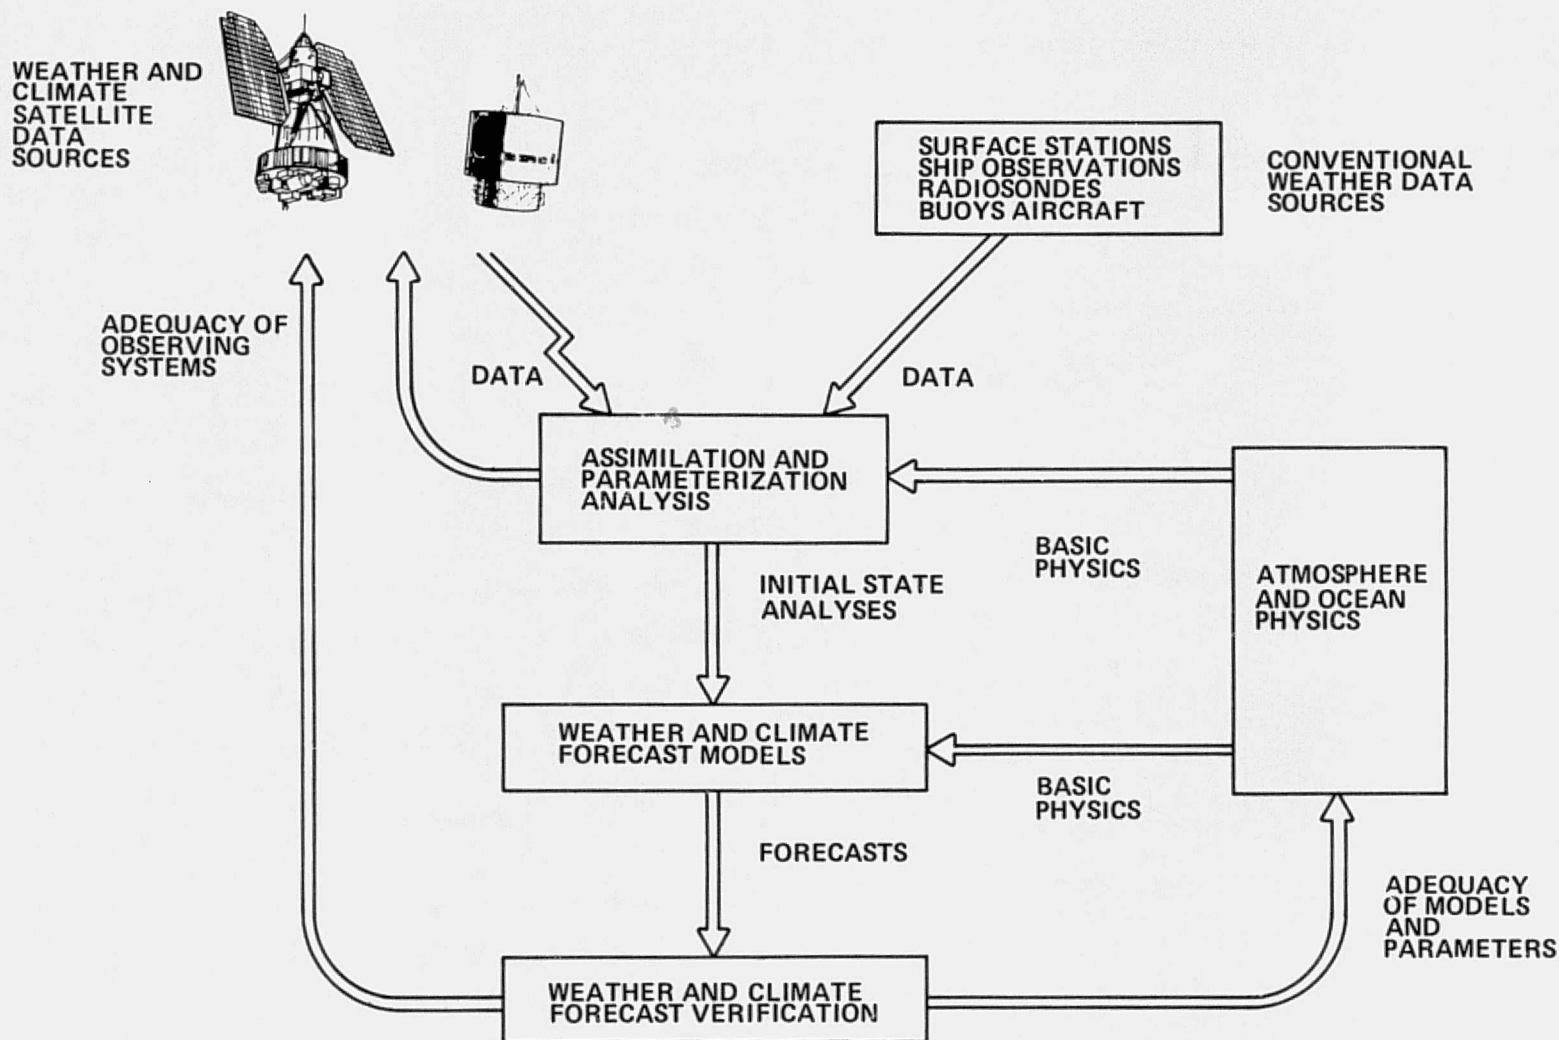 WEATHER AND
CLIMATE
SATELLITE
DATA
SOURCES
SURFACE STATIONS
SHIP OBSERVATIONS
RADIOSONDES
BUOYS AIRCRAFT
CONVENTIONAL
WEATHER DATA
SOURCES
ADEQUACY OF
OBSERVING
SYSTEMS
DATA
DATA
ASSIMILATION AND
PARAMETERIZATION
ANALYSIS
BASIC
PHYSICS
ATMOSPHERE
AND OCEAN
PHYSICS
INITIAL STATE
ANALYSES
WEATHER AND CLIMATE
FORECAST MODELS
BASIC
PHYSICS
FORECASTS
ADEQUACY
OF MODELS
AND
PARAMETERS
WEATHER AND CLIMATE
FORECAST VERIFICATION